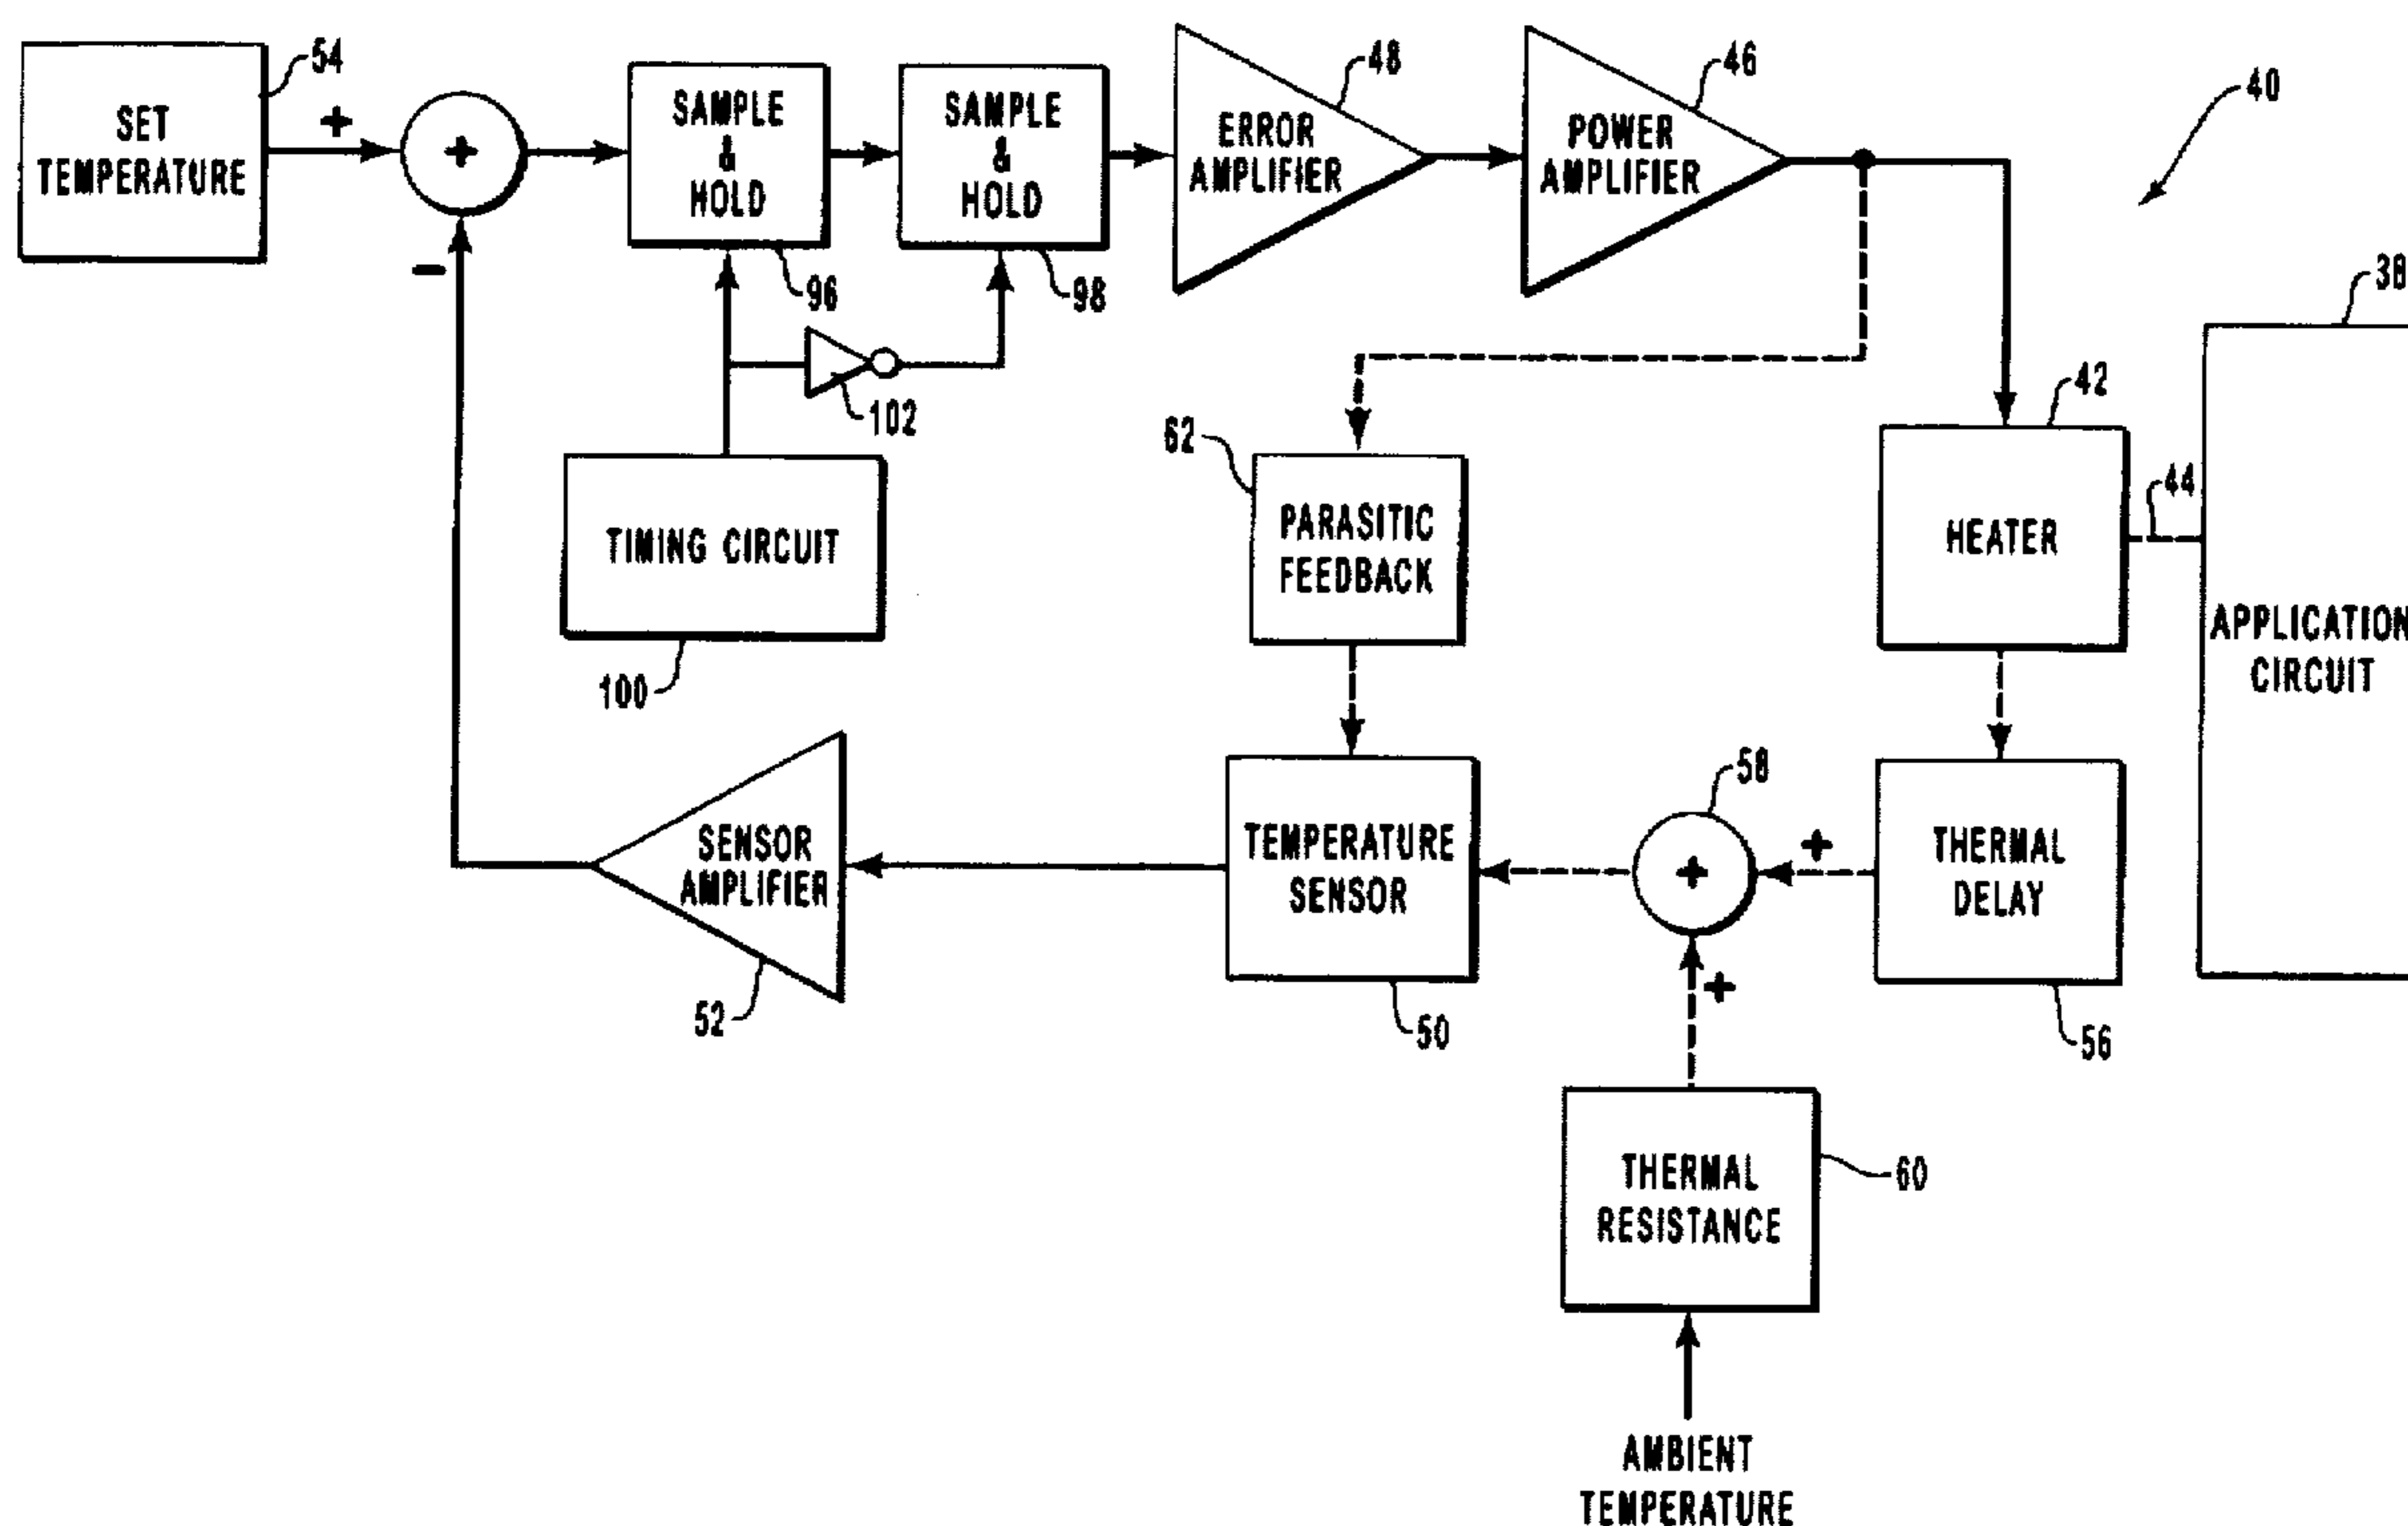 SET
TEMPERATURE
54
+
+
−
SAMPLE
&
HOLD
96
SAMPLE
&
HOLD
98
ERROR
AMPLIFIER
48
POWER
AMPLIFIER
46
40
38
102
TIMING CIRCUIT
100
62
PARASITIC
FEEDBACK
42
HEATER
44
APPLICATION
CIRCUIT
SENSOR
AMPLIFIER
52
TEMPERATURE
SENSOR
50
58
+
+
+
THERMAL
DELAY
56
THERMAL
RESISTANCE
60
AMBIENT
TEMPERATURE